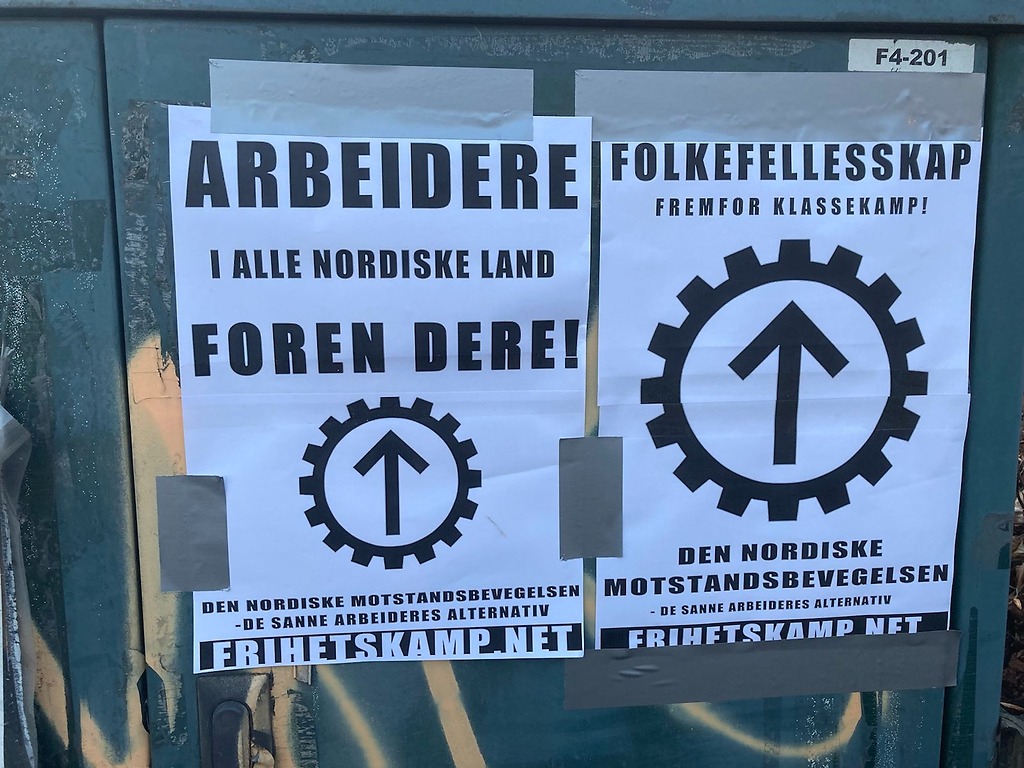 F4-201
ARBEIDERE
I ALLE NORDISKE LAND
FOREN DERE!
DEN NORDISKE MOTSTANDSBEVEGELSEN
-DE SANNE ARBEIDERES ALTERNATIV
FRIHETSKAMP.NET
FOLKEFELLESSKAP
FREMFOR KLASSEKAMP!
DEN NORDISKE
MOTSTANDSBEVEGELSEN
- DE SANNE ARBEIDERES ALTERNATIV
FRIHETSKAMP.NET